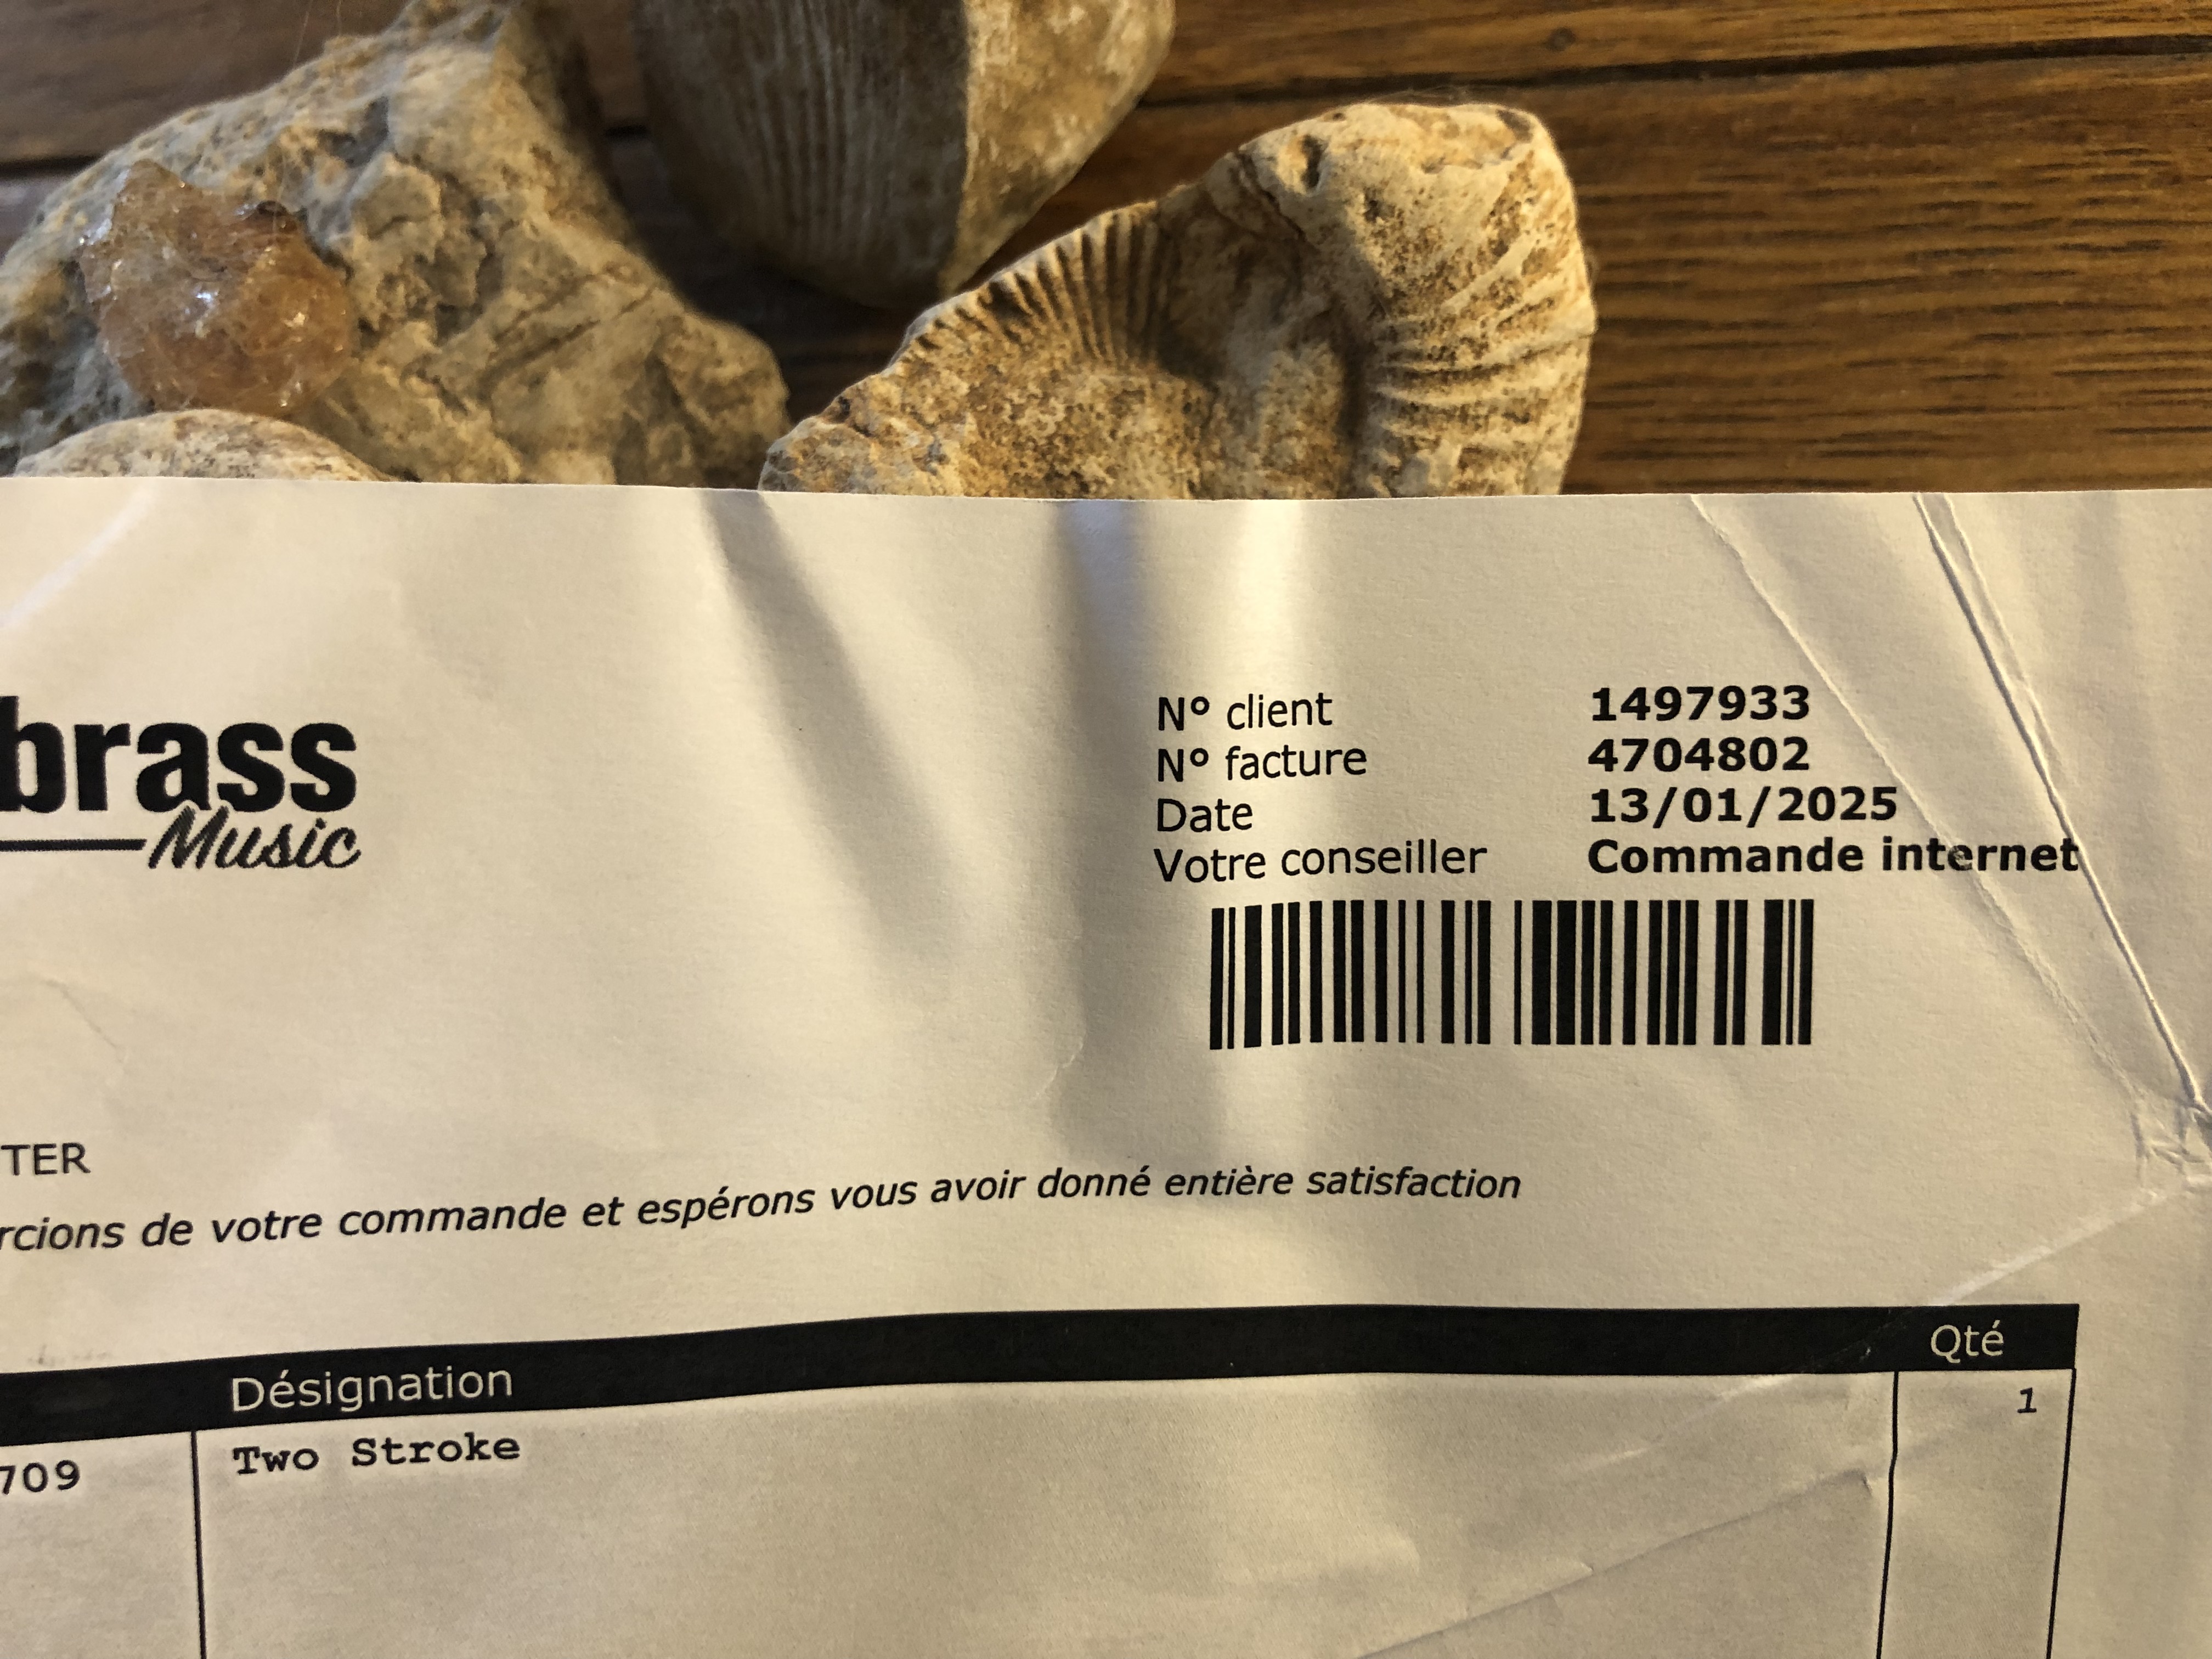 brass
Music
N° client 1497933
N° facture 4704802
Date 13/01/2025
Votre conseiller Commande internet
TER
rcions de votre commande et espérons vous avoir donné entière satisfaction
Désignation Qté
709 Two Stroke 1